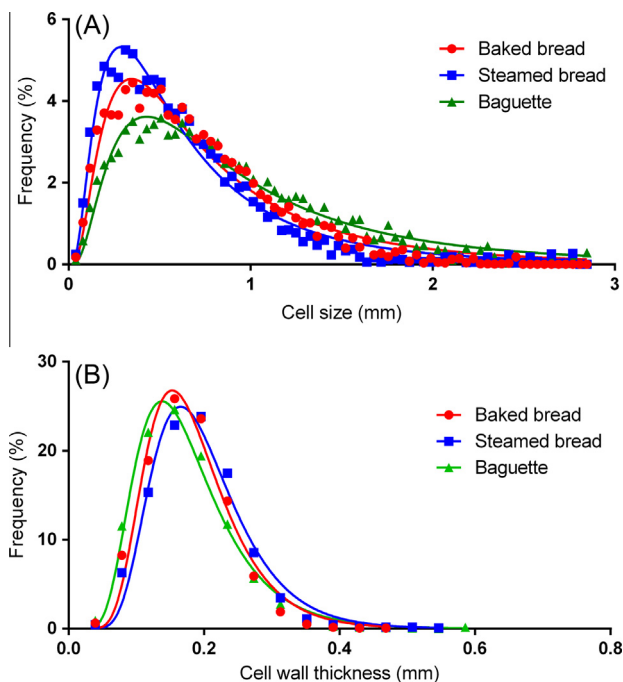 (A)
6
4
2
0
Frequency (%)
Baked bread
Steamed bread
Baguette
0
1
2
3
Cell size (mm)
(B)
30
20
10
0
Frequency (%)
Baked bread
Steamed bread
Baguette
0.0
0.2
0.4
0.6
0.8
Cell wall thickness (mm)